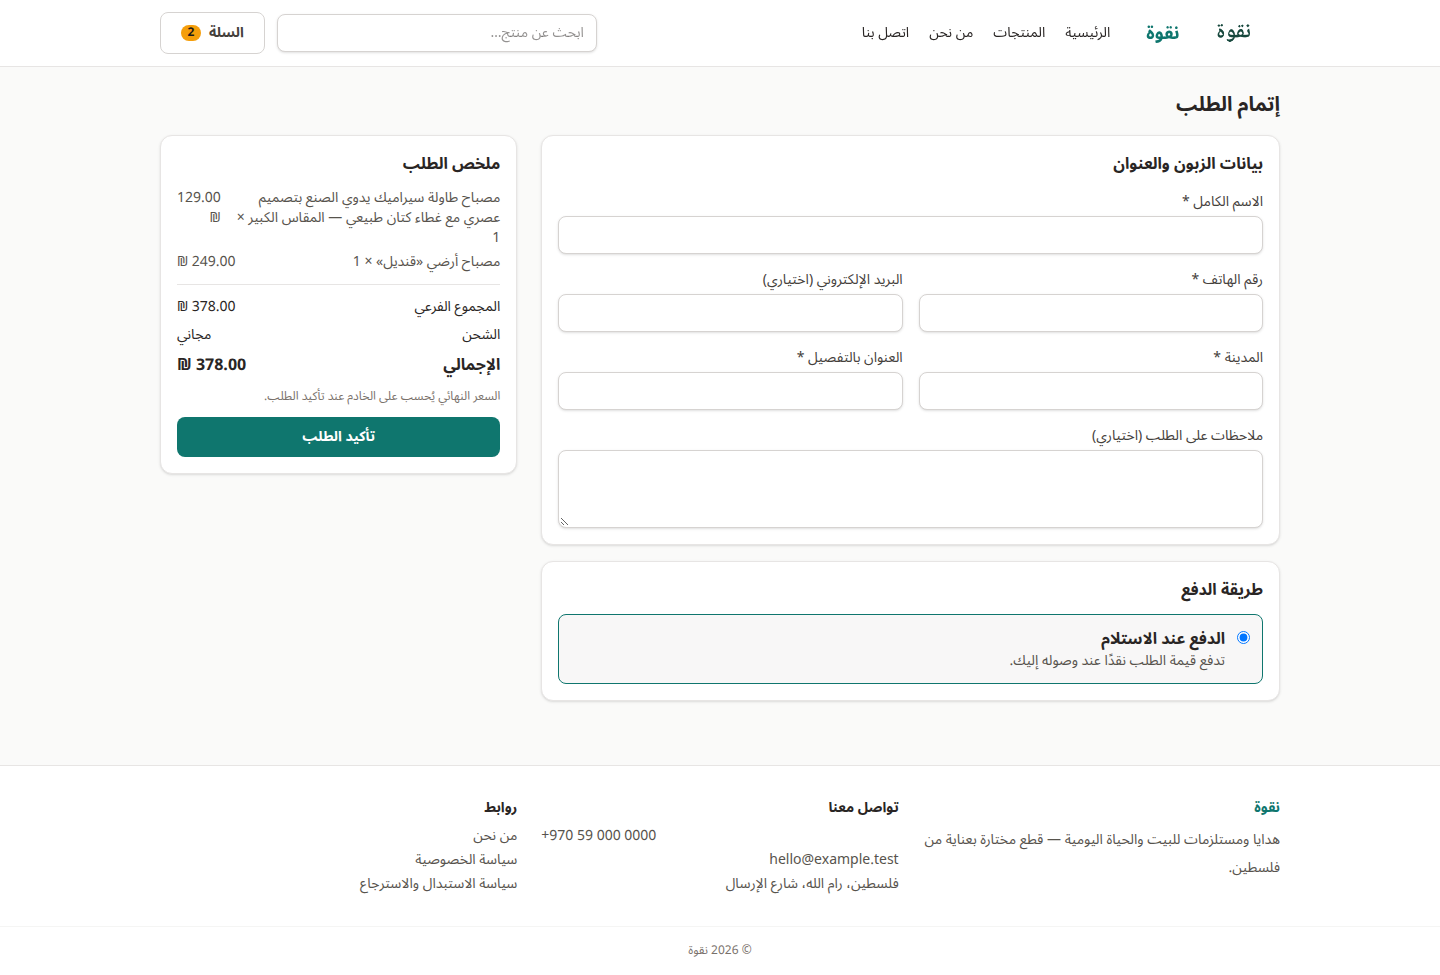 نقوة
نقوة
الرئيسية
المنتجات
من نحن
اتصل بنا
ابحث عن منتج...
السلة 2
إتمام الطلب
بيانات الزبون والعنوان
الاسم الكامل *
رقم الهاتف *
البريد الإلكتروني (اختياري)
المدينة *
العنوان بالتفصيل *
ملاحظات على الطلب (اختياري)
طريقة الدفع
الدفع عند الاستلام
تدفع قيمة الطلب نقدًا عند وصوله إليك.
ملخص الطلب
مصباح طاولة سيراميك يدوي الصنع بتصميم
عصري مع غطاء كتان طبيعي — المقاس الكبير ×
1
129.00
₪
مصباح أرضي «قنديل» × 1
249.00 ₪
المجموع الفرعي
378.00 ₪
الشحن
مجاني
الإجمالي
378.00 ₪
السعر النهائي يُحسب على الخادم عند تأكيد الطلب.
تأكيد الطلب
نقوة
هدايا ومستلزمات للبيت والحياة اليومية — قطع مختارة بعناية من
فلسطين.
تواصل معنا
+970 59 000 0000
hello@example.test
فلسطين، رام الله، شارع الإرسال
روابط
من نحن
سياسة الخصوصية
سياسة الاستبدال والاسترجاع
© 2026 نقوة